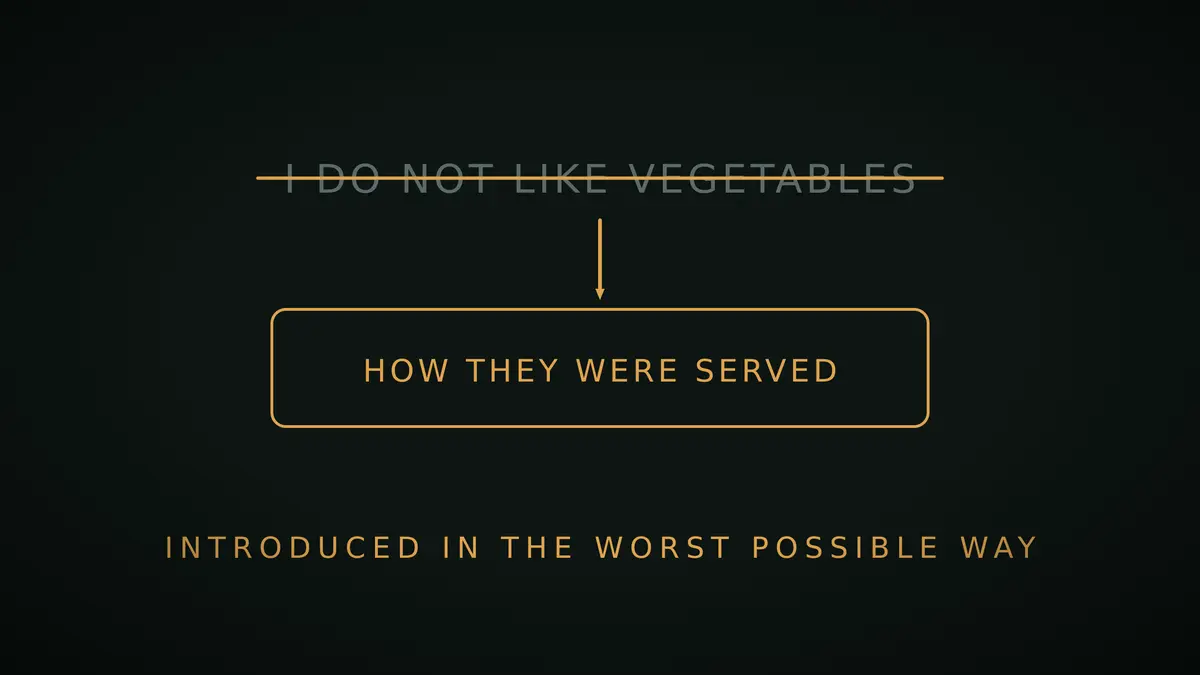 I DO NOT LIKE VEGETABLES
HOW THEY WERE SERVED
INTRODUCED IN THE WORST POSSIBLE WAY